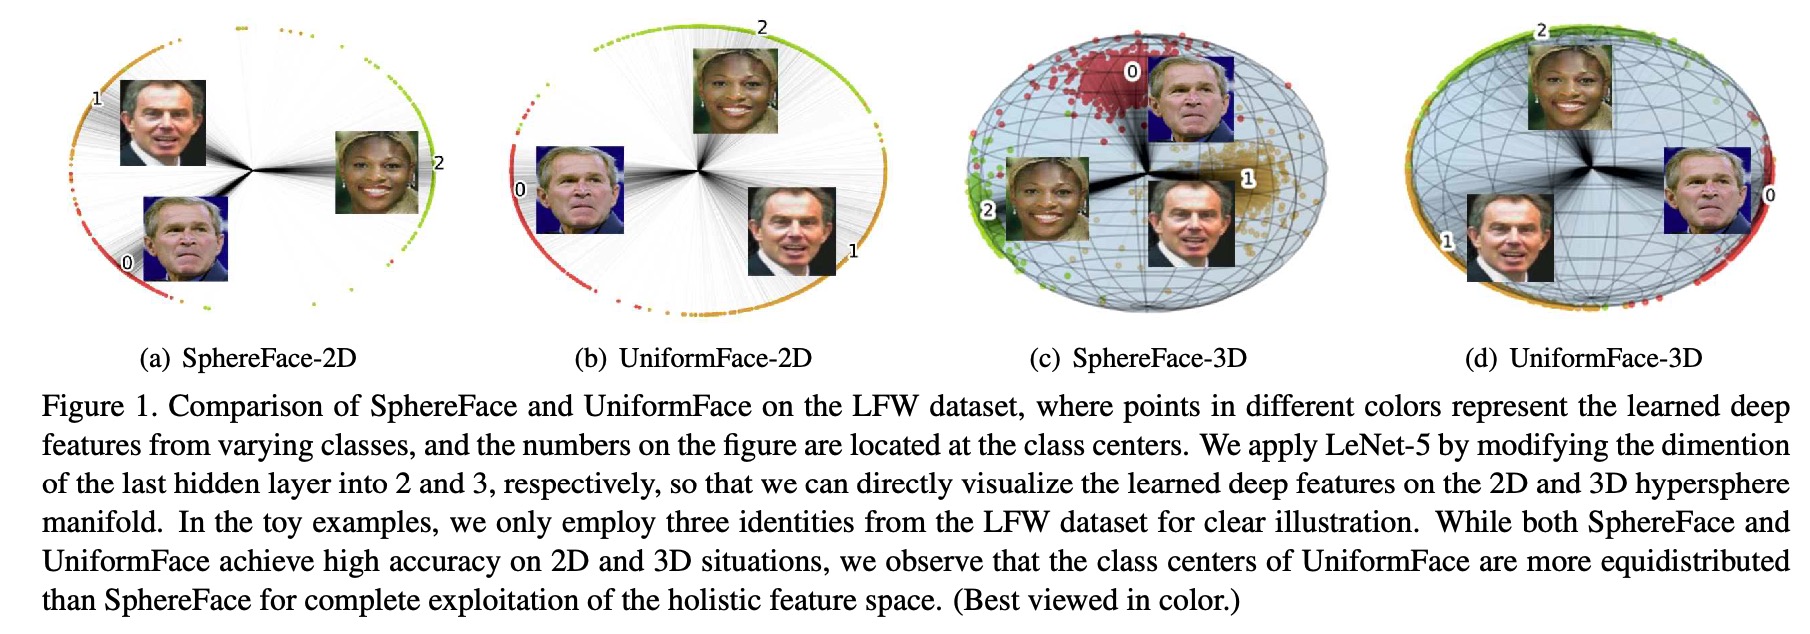 2
1
0
2
0
1
0
1
2
2
0
1
(a) SphereFace-2D
(b) UniformFace-2D
(c) SphereFace-3D
(d) UniformFace-3D
Figure 1. Comparison of SphereFace and UniformFace on the LFW dataset, where points in different colors represent the learned deep
features from varying classes, and the numbers on the figure are located at the class centers. We apply LeNet-5 by modifying the dimention
of the last hidden layer into 2 and 3, respectively, so that we can directly visualize the learned deep features on the 2D and 3D hypersphere
manifold. In the toy examples, we only employ three identities from the LFW dataset for clear illustration. While both SphereFace and
UniformFace achieve high accuracy on 2D and 3D situations, we observe that the class centers of UniformFace are more equidistributed
than SphereFace for complete exploitation of the holistic feature space. (Best viewed in color.)